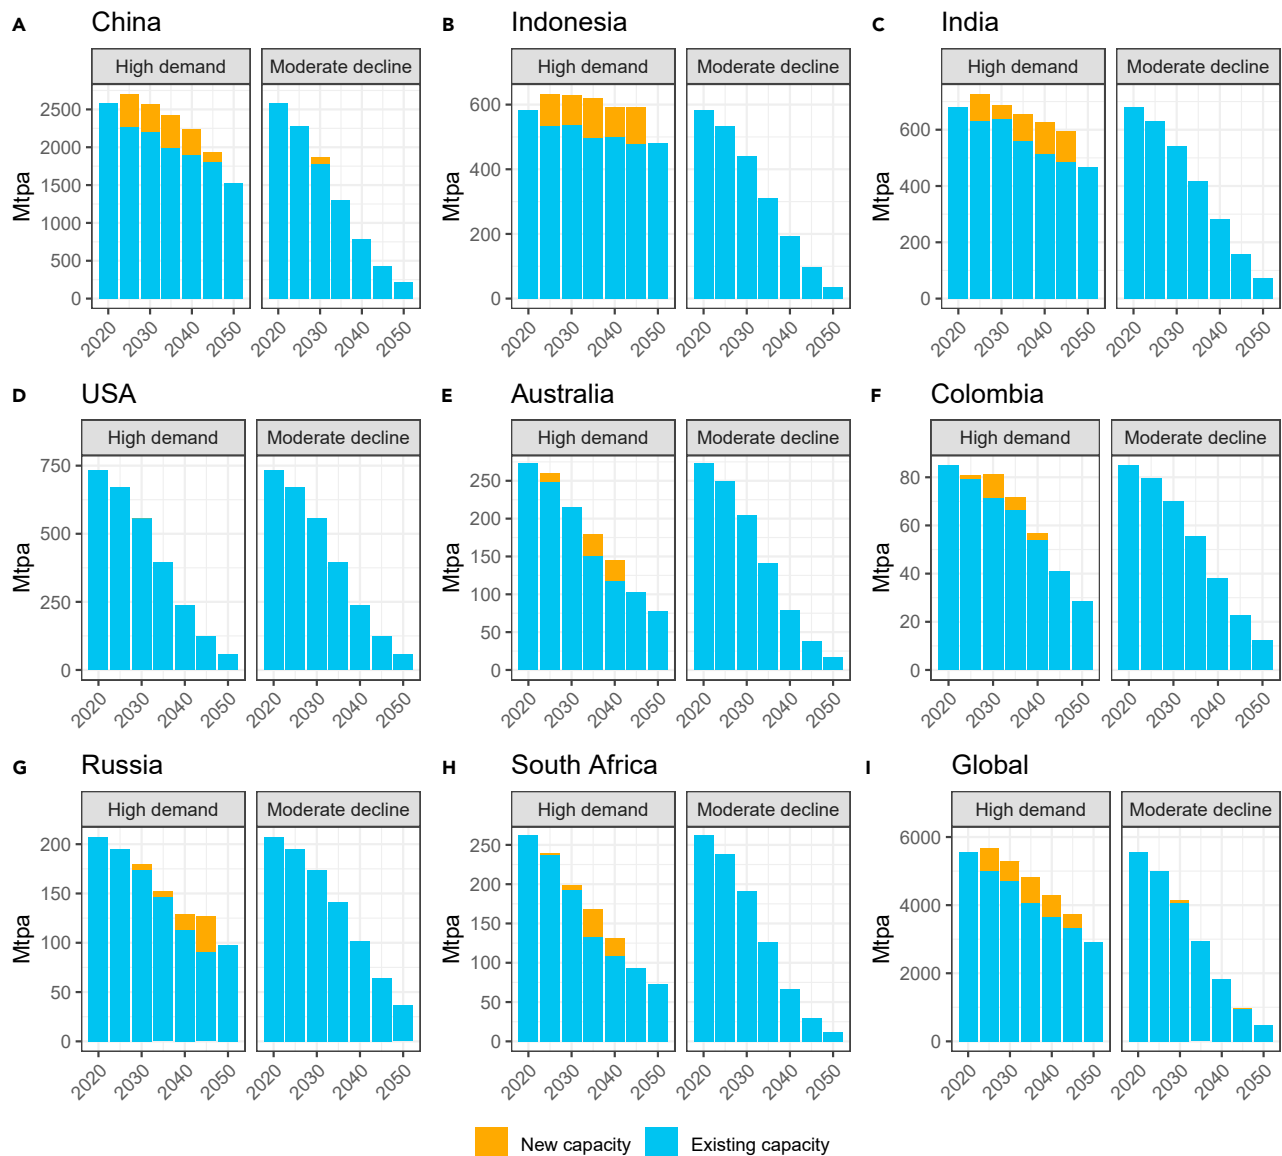 A China
High demand Moderate decline
Mtpa
2500
2000
1500
1000
500
0
2020 2030 2040 2050 2020 2030 2040 2050
B Indonesia
High demand Moderate decline
Mtpa
600
400
200
0
2020 2030 2040 2050 2020 2030 2040 2050
C India
High demand Moderate decline
Mtpa
600
400
200
0
2020 2030 2040 2050 2020 2030 2040 2050
D USA
High demand Moderate decline
Mtpa
750
500
250
0
2020 2030 2040 2050 2020 2030 2040 2050
E Australia
High demand Moderate decline
Mtpa
250
200
150
100
50
0
2020 2030 2040 2050 2020 2030 2040 2050
F Colombia
High demand Moderate decline
Mtpa
80
60
40
20
0
2020 2030 2040 2050 2020 2030 2040 2050
G Russia
High demand Moderate decline
Mtpa
200
150
100
50
0
2020 2030 2040 2050 2020 2030 2040 2050
H South Africa
High demand Moderate decline
Mtpa
250
200
150
100
50
0
2020 2030 2040 2050 2020 2030 2040 2050
I Global
High demand Moderate decline
Mtpa
6000
4000
2000
0
2020 2030 2040 2050 2020 2030 2040 2050
New capacity Existing capacity